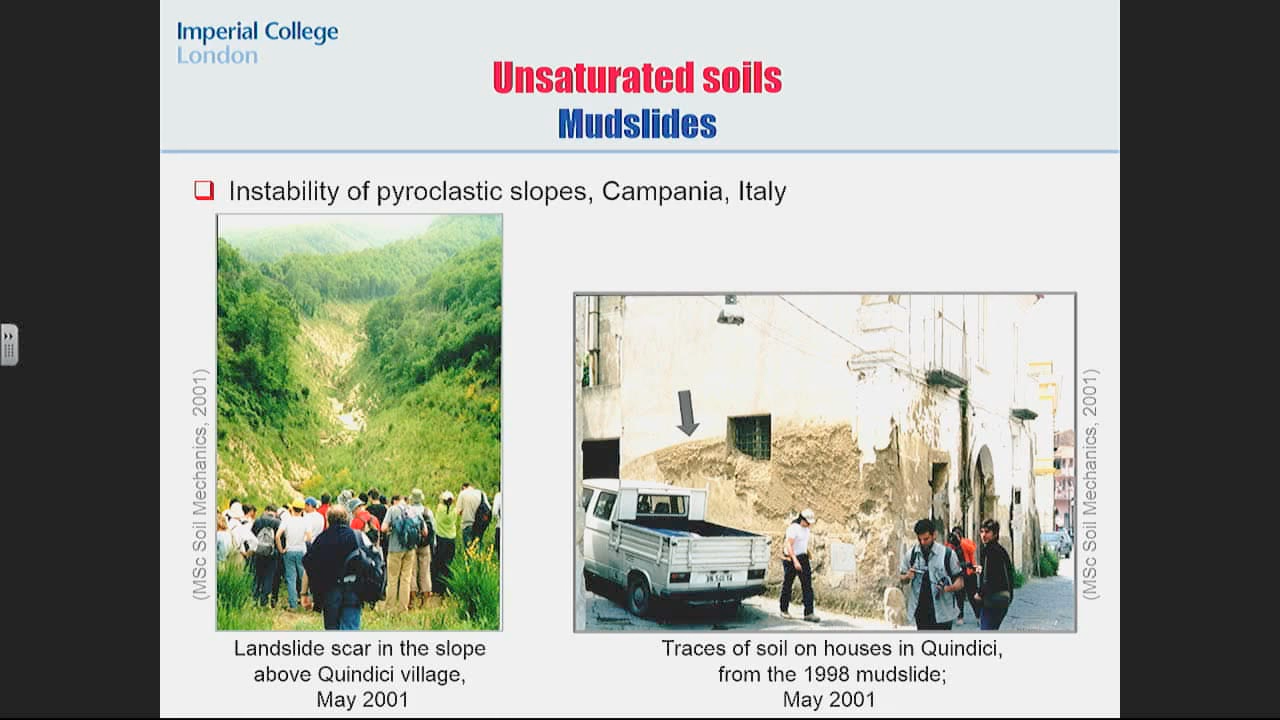 Imperial College
London
Unsaturated soils
Mudslides
Instability of pyroclastic slopes, Campania, Italy
(MSc Soil Mechanics, 2001)
(MSc Soil Mechanics, 2001)
Landslide scar in the slope
above Quindici village,
May 2001
Traces of soil on houses in Quindici,
from the 1998 mudslide;
May 2001